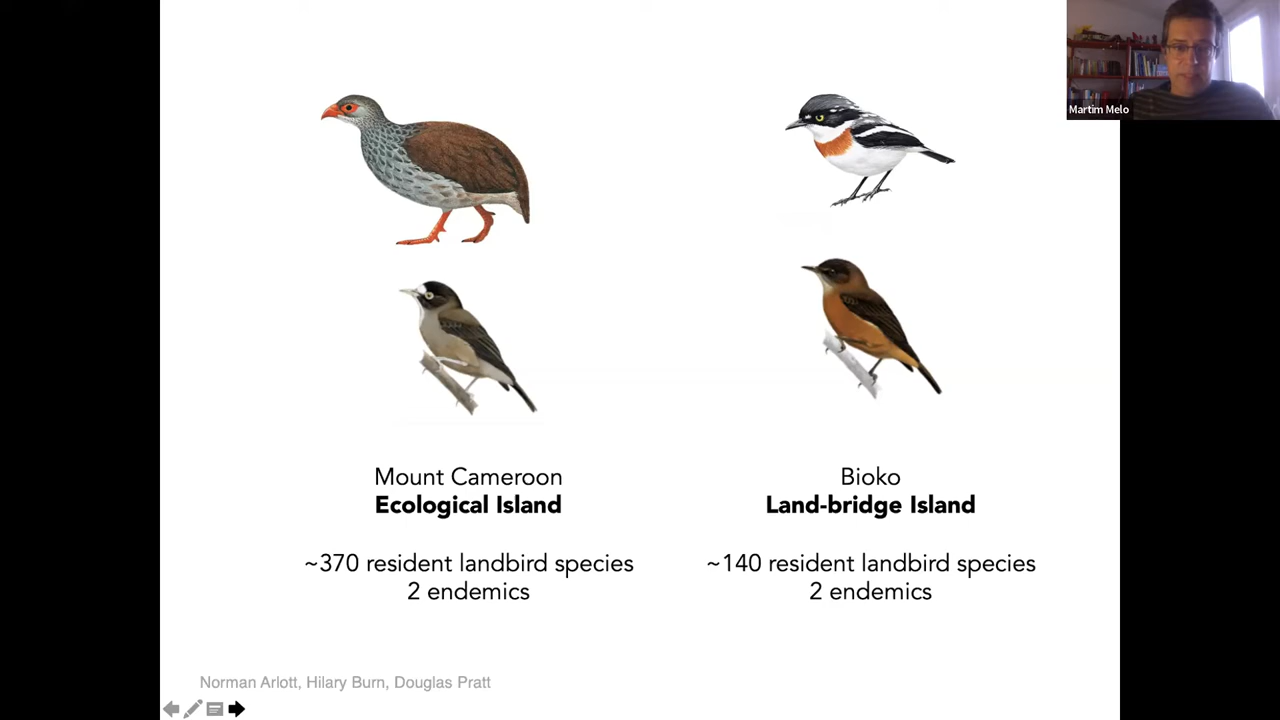 Martim Melo
Mount Cameroon
Ecological Island
~370 resident landbird species
2 endemics
Bioko
Land-bridge Island
~140 resident landbird species
2 endemics
Norman Arlott, Hilary Burn, Douglas Pratt